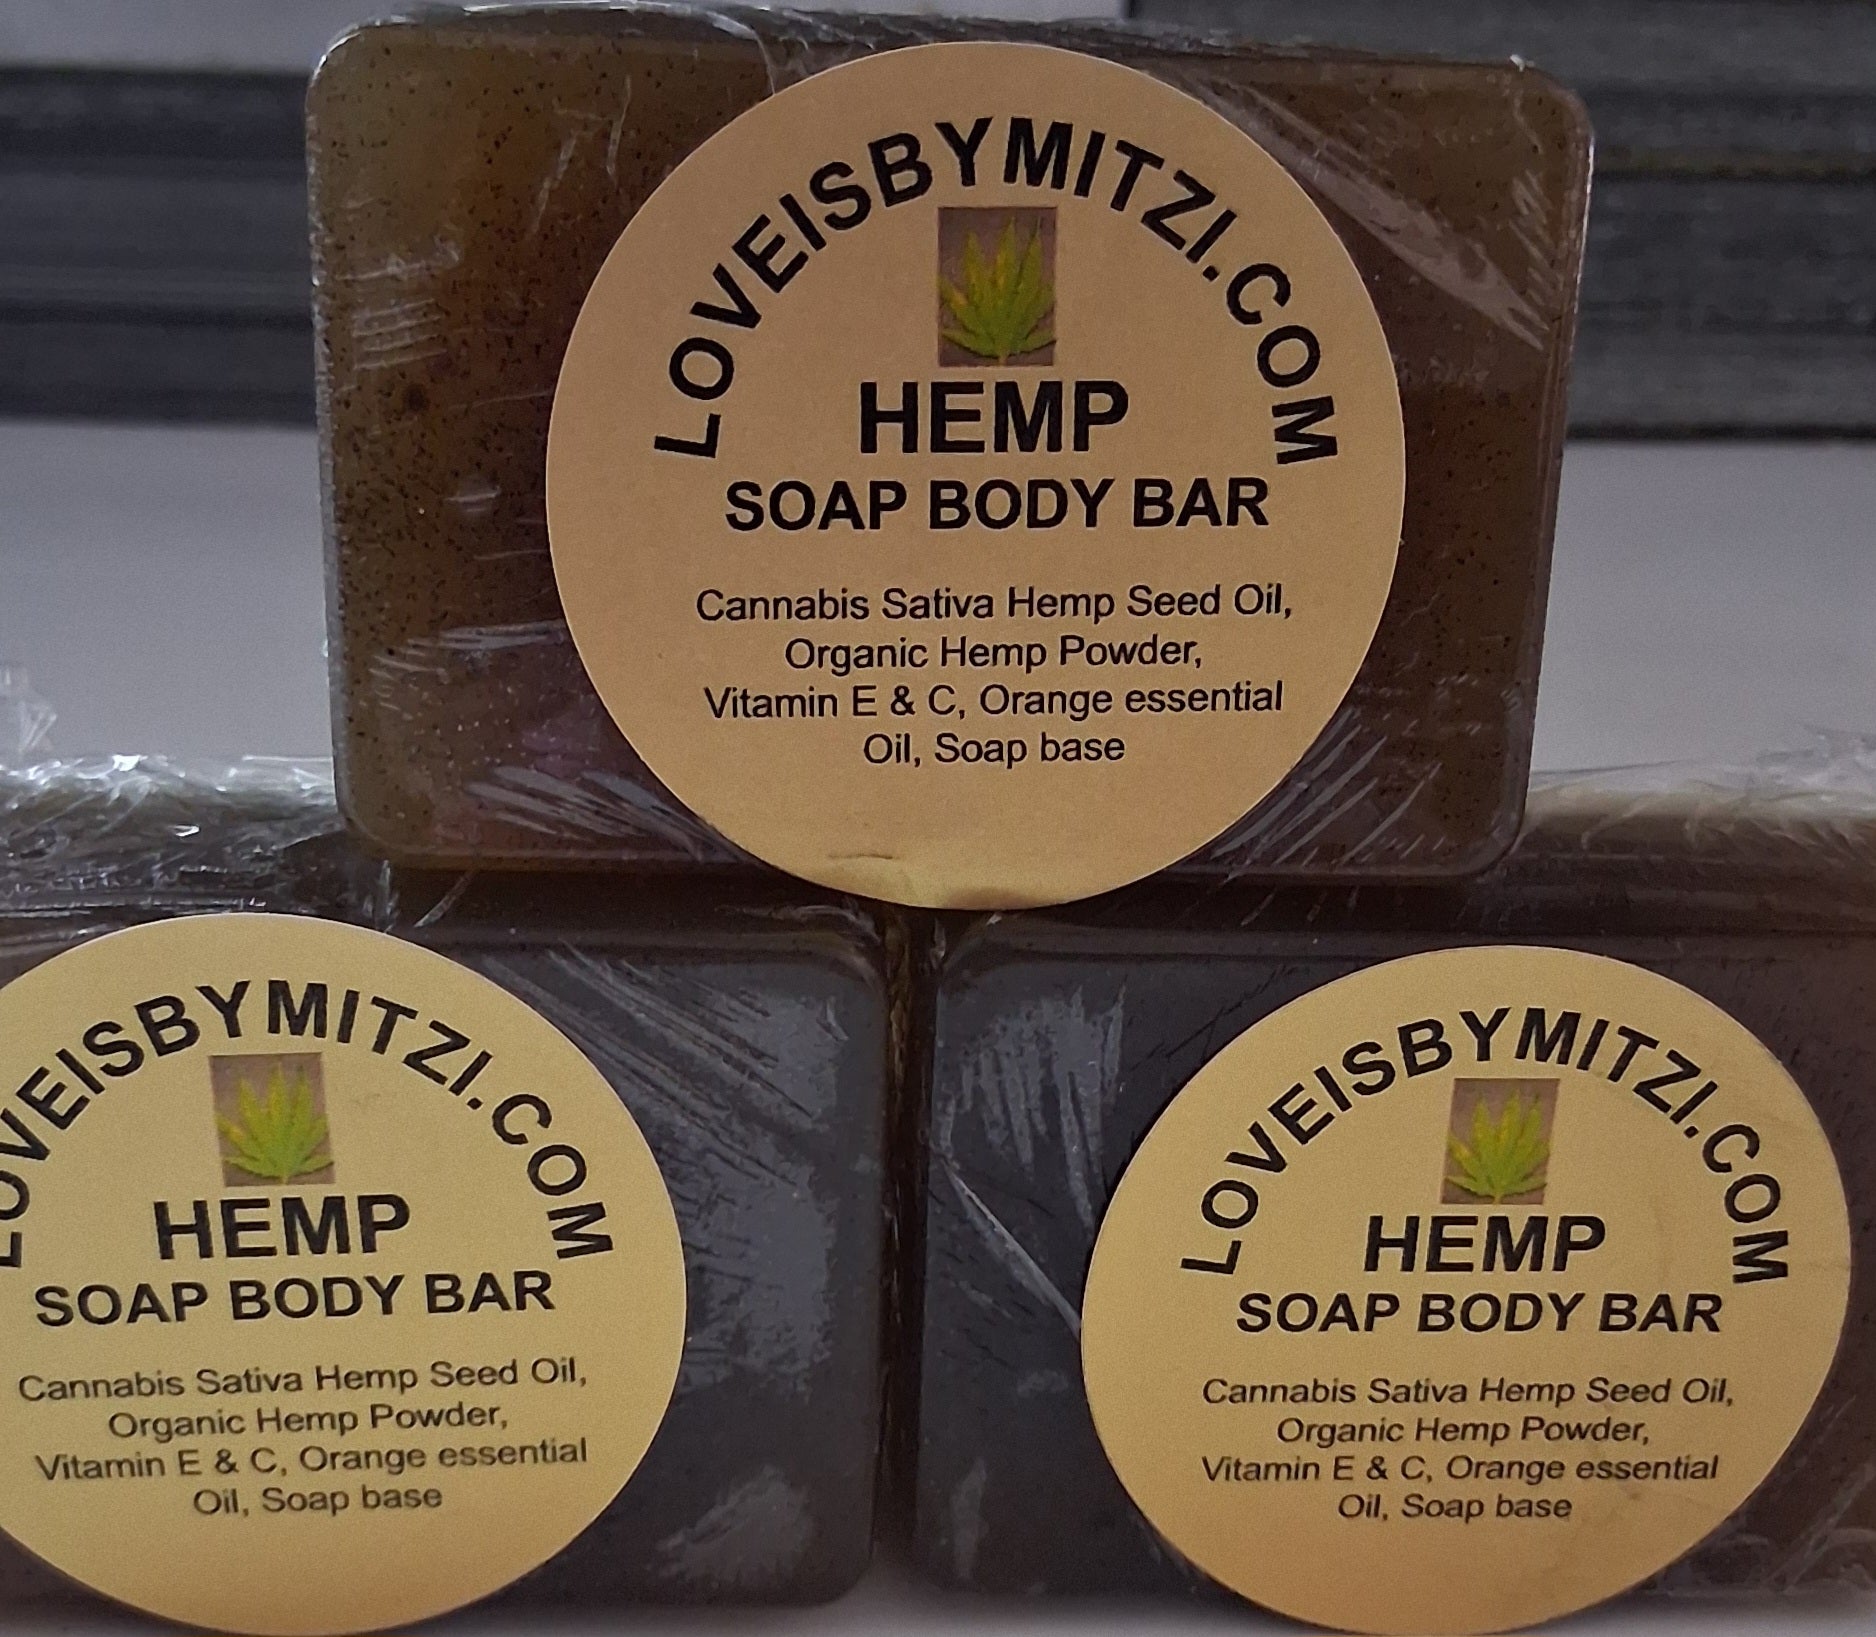 LOVEISBYMITZI.COM
HEMP
SOAP BODY BAR
Cannabis Sativa Hemp Seed Oil,
Organic Hemp Powder,
Vitamin E & C, Orange essential
Oil, Soap base
LOVEISBYMITZI.COM
HEMP
SOAP BODY BAR
Cannabis Sativa Hemp Seed Oil,
Organic Hemp Powder,
Vitamin E & C, Orange essential
Oil, Soap base
LOVEISBYMITZI.COM
HEMP
SOAP BODY BAR
Cannabis Sativa Hemp Seed Oil,
Organic Hemp Powder,
Vitamin E & C, Orange essential
Oil, Soap base